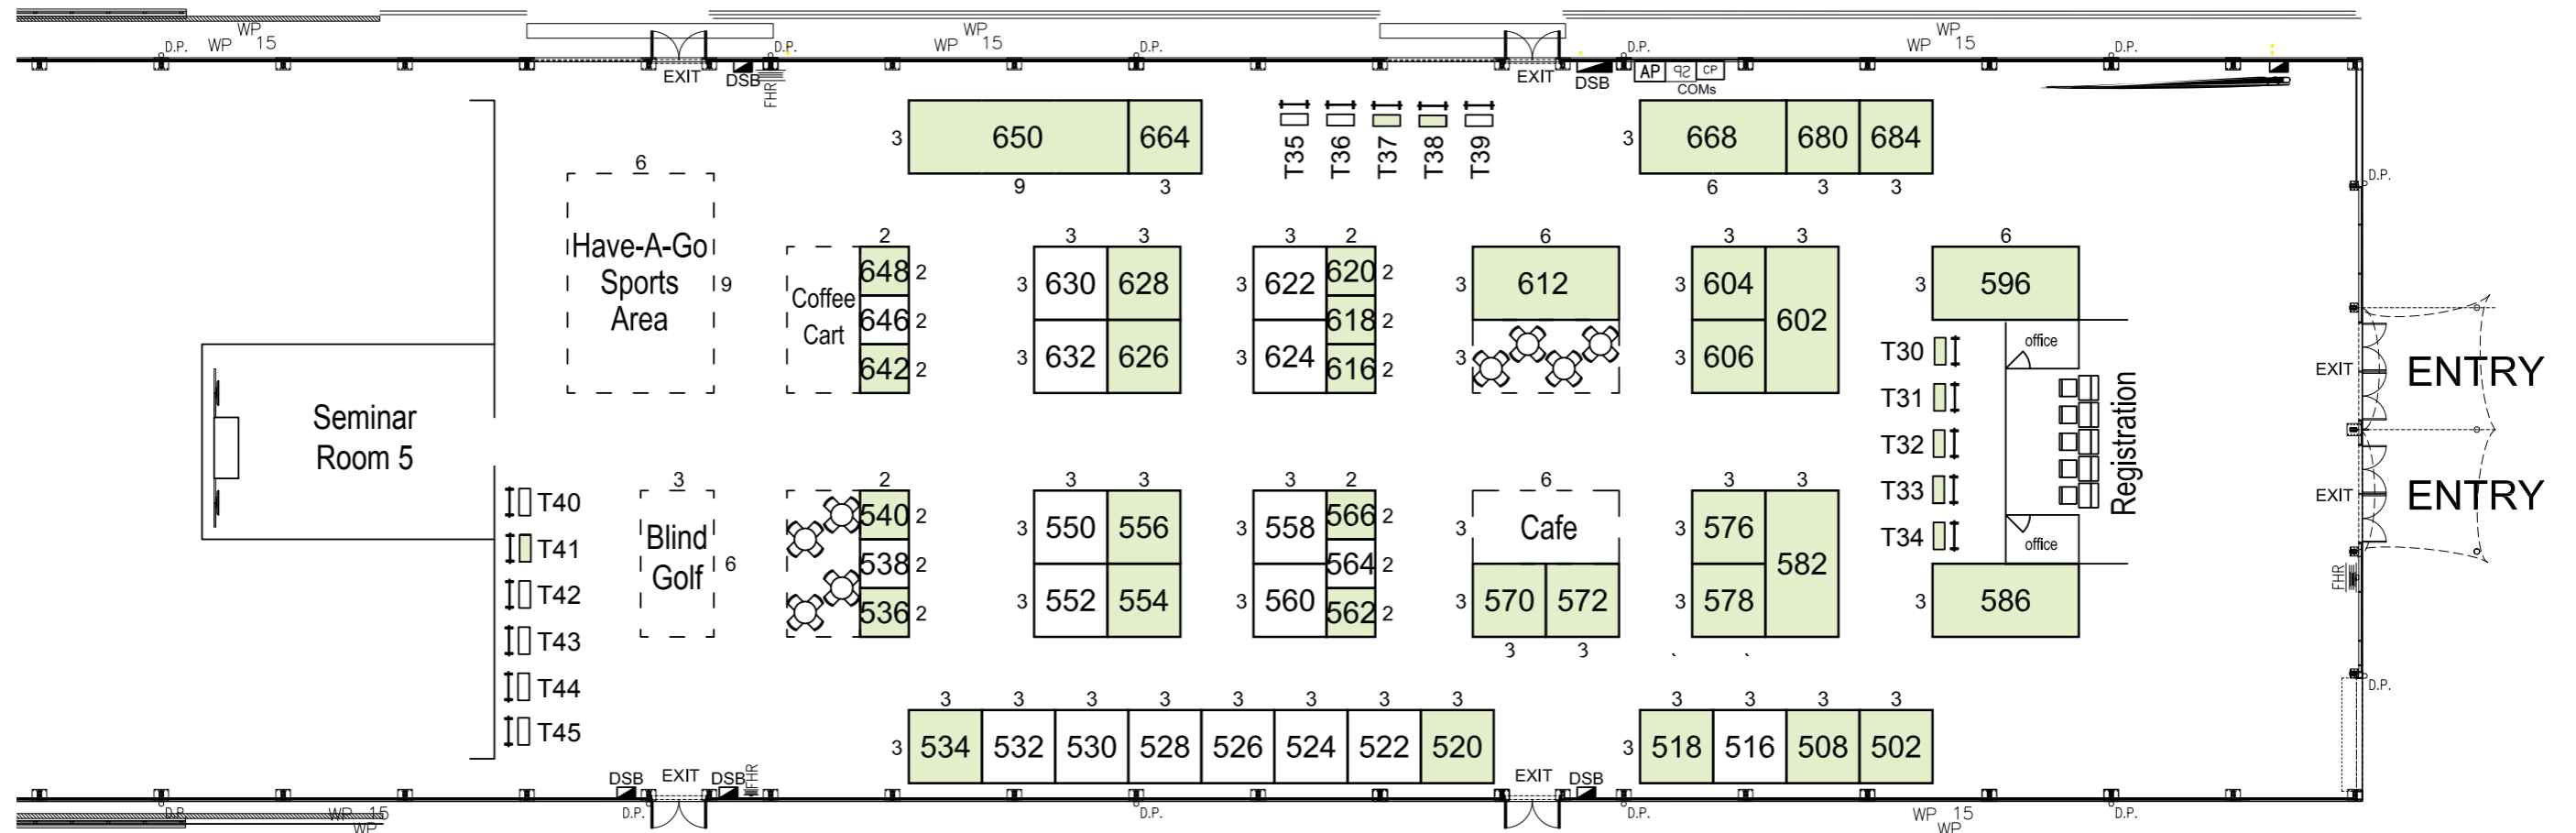 WP
D.P. WP 15
D.P.
WP
WP 15
D.P.
WP
D.P. WP 15
D.P.
EXIT
DSB
FHR
EXIT
DSB
AP
SP
CP
COMs
3
650
664
9
3
T35
T36
T37
T38
T39
3
668
680
684
6
3
3
D.P.
6
Have-A-Go
Sports
Area
9
Coffee
Cart
2
648 2
646 2
642 2
3 3
3 630 628
3 632 626
3 2
3 622 620 2
618
3 624 616 2
6
3 612
3
3 3
3 604
602
3 606
6
3 596
office
T30
T31
T32
T33
T34
office
Registration
EXIT
ENTRY
EXIT
ENTRY
Seminar
Room 5
T40
T41
T42
T43
T44
T45
3
Blind
Golf
6
2
540 2
538 2
536 2
3 3
3 550 556
3 552 554
3 2
3 558 566 2
564
3 560 562 2
6
3 Cafe
3 570 572
3 3
3 3
3 576
582
3 578
3 586
FHR
D.P.
3 3 3 3 3 3 3 3
3 534 532 530 528 526 524 522 520
3 3 3 3
3 518 516 508 502
DSB
EXIT
DSB
FHR
EXIT
DSB
D.P.
WP 15
WP
D.P.
D.P.
D.P.
WP 15
WP
D.P.